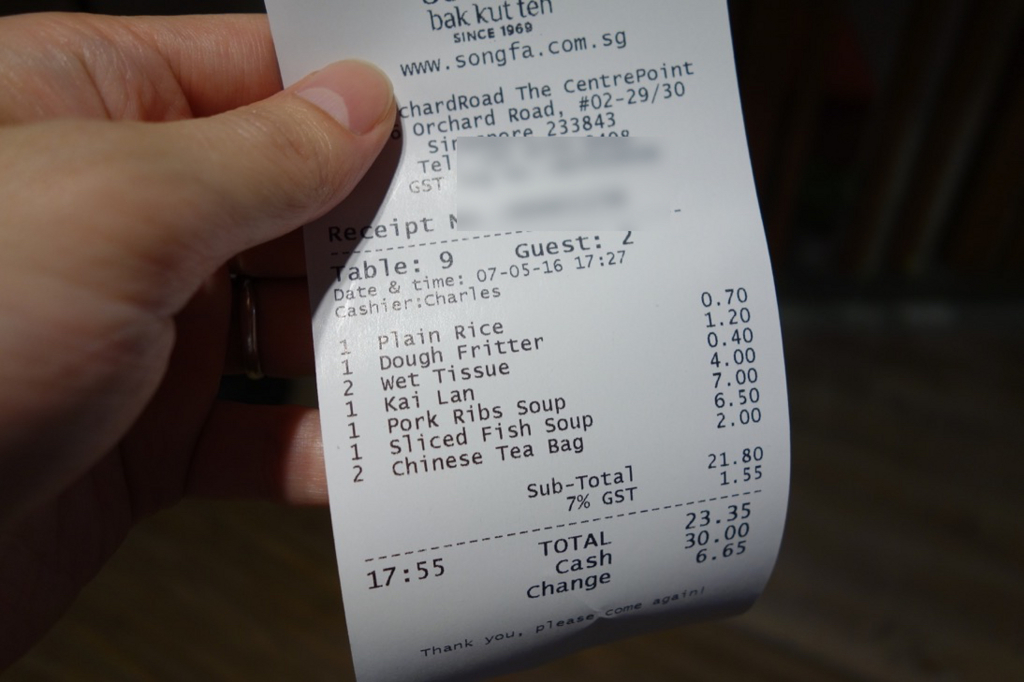 bak kut teh
SINCE 1969
www.songfa.com.sg
chardRoad The CentrePoint
Orchard Road, #02-29/30
233843
Tel
GST
Receipt
Table: 9 Guest: 2
Date & time: 07-05-16 17:27
Cashier:Charles
1 Plain Rice 0.70
1 Dough Fritter 1.20
2 Wet Tissue 0.40
1 Kai Lan 4.00
1 Pork Ribs Soup 7.00
1 Sliced Fish Soup 6.50
2 Chinese Tea Bag 2.00
Sub-Total 21.80
7% GST 1.55
TOTAL 23.35
17:55 Cash 30.00
Change 6.65
Thank you, please come again!